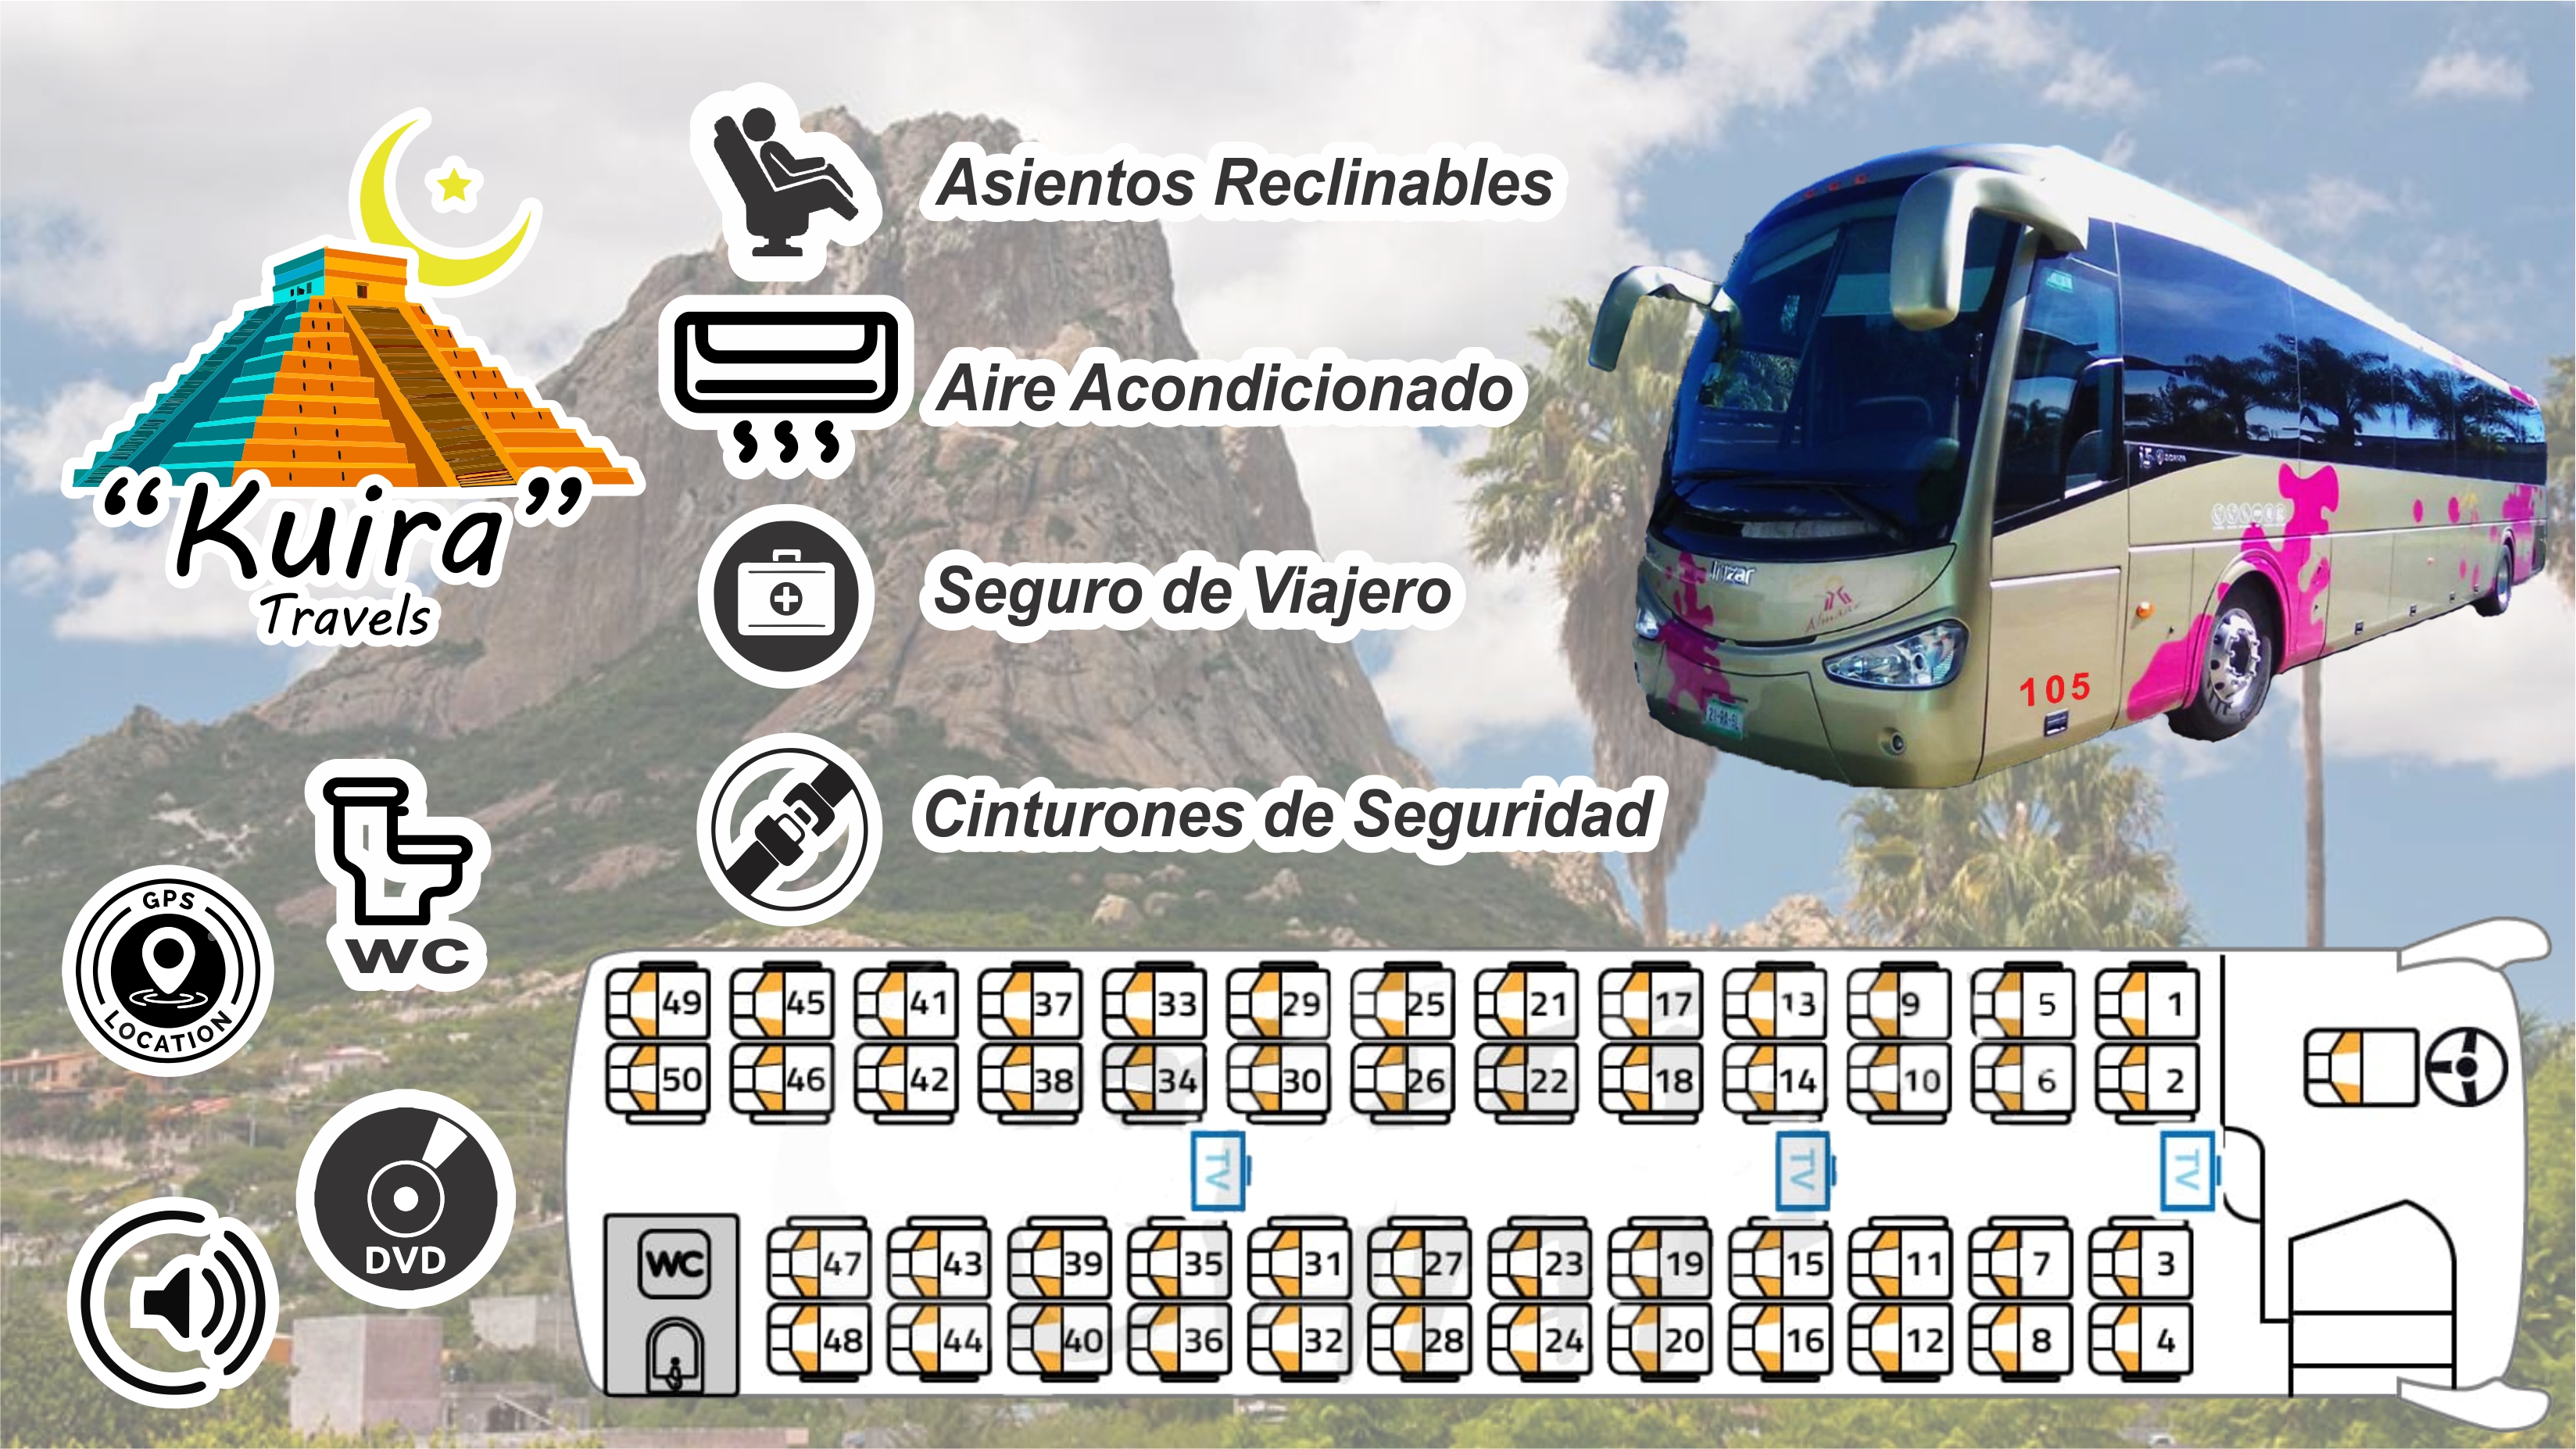 Asientos Reclinables
Aire Acondicionado
Seguro de Viajero
Cinturones de Seguridad
“Kuira”
Travels
WC
GPS
LOCATION
DVD
Irizar
105
49 45 41 37 33 29 25 21 17 13 9 5 1
50 46 42 38 34 30 26 22 18 14 10 6 2
TV TV TV
WC 47 43 39 35 31 27 23 19 15 11 7 3
48 44 40 36 32 28 24 20 16 12 8 4